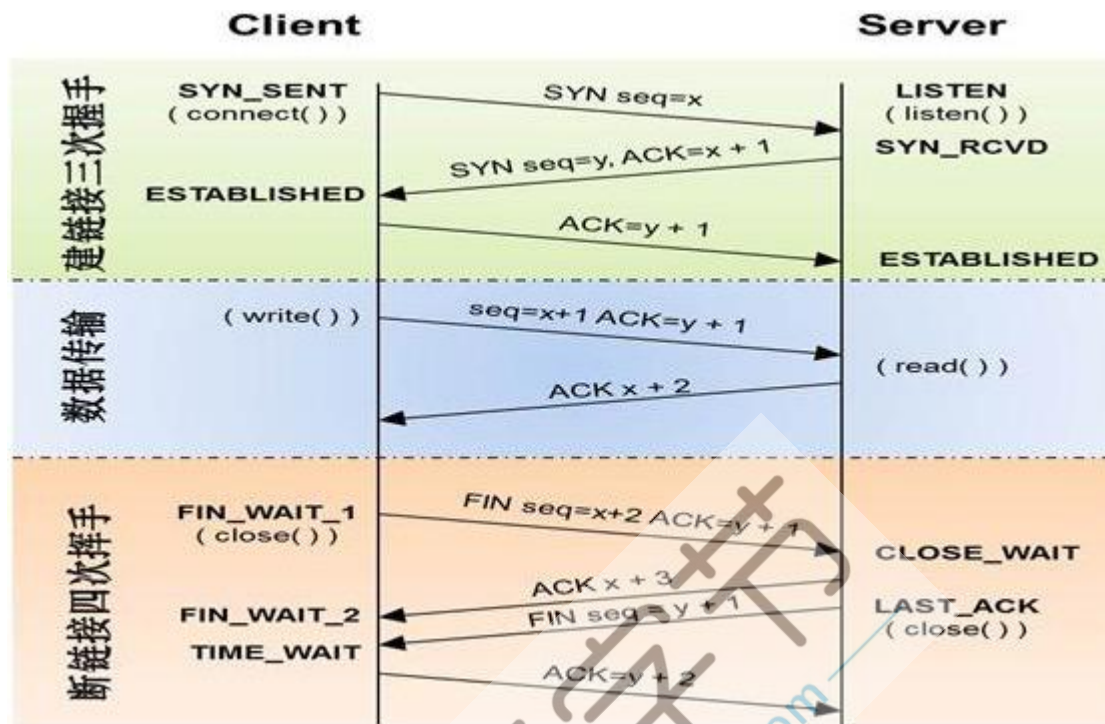 Client
Server
建链接三次握手
SYN_SENT
( connect( ) )
SYN seq=x
LISTEN
( listen( ) )
SYN_RCVD
SYN seq=y, ACK=x + 1
ESTABLISHED
ACK=y + 1
ESTABLISHED
数据传输
( write( ) )
seq=x+1 ACK=y + 1
( read( ) )
ACK x + 2
断链接四次挥手
FIN_WAIT_1
( close( ) )
FIN seq=x+2 ACK=y + 1
CLOSE_WAIT
ACK x + 3
FIN_WAIT_2
FIN seq = y + 1
LAST_ACK
( close( ) )
TIME_WAIT
ACK=y + 2
字节
om